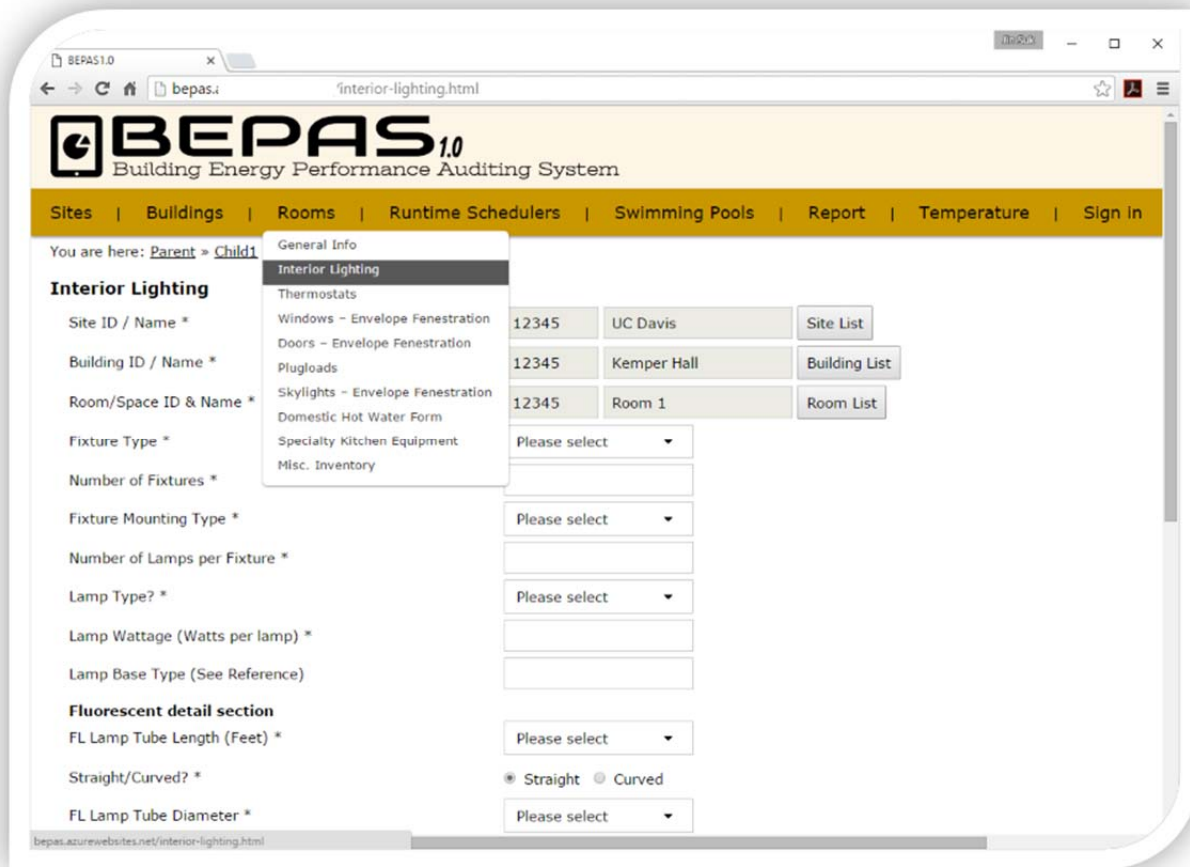 BEPAS1.0
bepas.a
interior-lighting.html
BEPAS 1.0
Building Energy Performance Auditing System
Sites | Buildings | Rooms | Runtime Schedulers | Swimming Pools | Report | Temperature | Sign in
You are here: Parent » Child1
General Info
Interior Lighting
Thermostats
Windows – Envelope Fenestration
Doors – Envelope Fenestration
Plugloads
Skylights – Envelope Fenestration
Domestic Hot Water Form
Specialty Kitchen Equipment
Misc. Inventory
Interior Lighting
Site ID / Name * 12345 UC Davis Site List
Building ID / Name * 12345 Kemper Hall Building List
Room/Space ID & Name * 12345 Room 1 Room List
Fixture Type * Please select
Number of Fixtures *
Fixture Mounting Type * Please select
Number of Lamps per Fixture *
Lamp Type? * Please select
Lamp Wattage (Watts per lamp) *
Lamp Base Type (See Reference)
Fluorescent detail section
FL Lamp Tube Length (Feet) * Please select
Straight/Curved? * Straight Curved
FL Lamp Tube Diameter * Please select
bepas.azurewebsites.net/interior-lighting.html